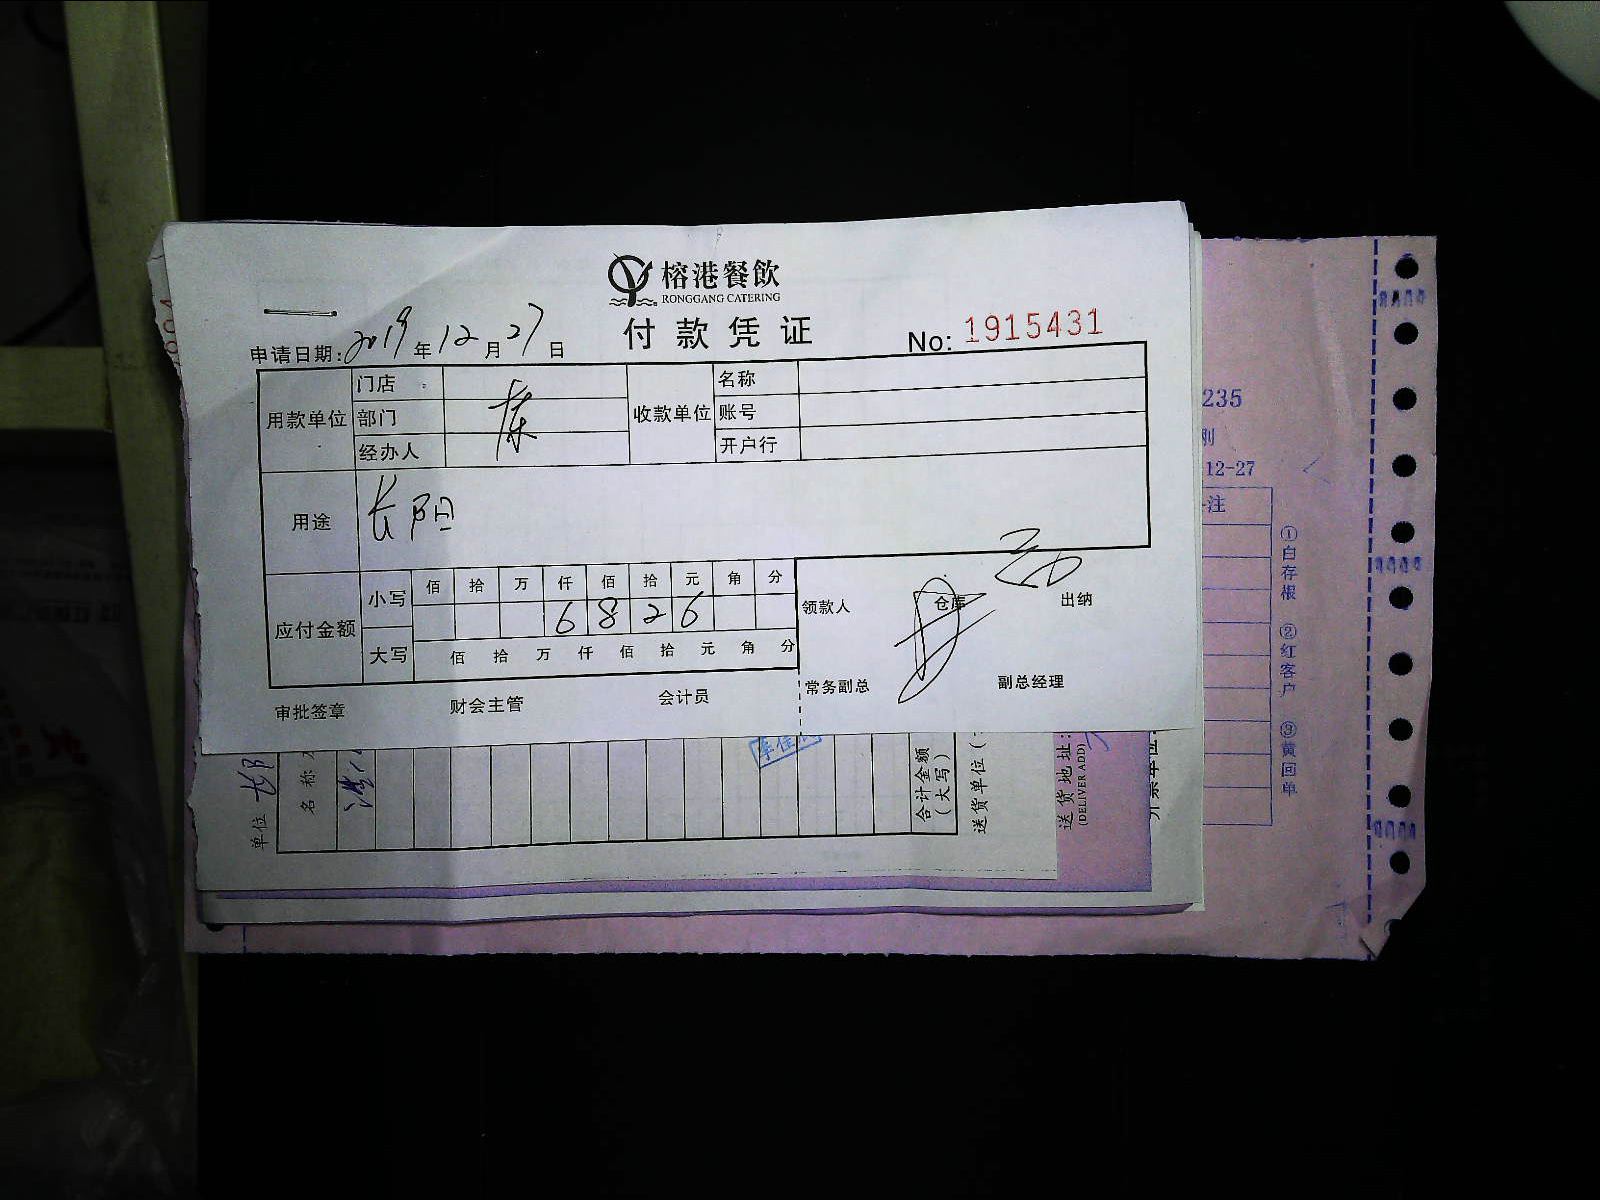 榕港餐飲
RONGGANG CATERING
付款凭证
No: 1915431
申请日期: 2019年12月27日
用款单位 门店 收款单位 名称
部门 账号
经办人 开户行
用途 长阳
应付金额 小写 佰 拾 万 仟 佰 拾 元 角 分
6 8 2 6
大写 佰 拾 万 仟 佰 拾 元 角 分
领款人 仓库 出纳
常务副总 副总经理
审批签章 财会主管 会计员
235
别
12-27
注
①白存根 ②红客户 ③黄回单
单位
名称
合计金额
(大写)
送货单位(
送货地址:
(DELIVER ADD)